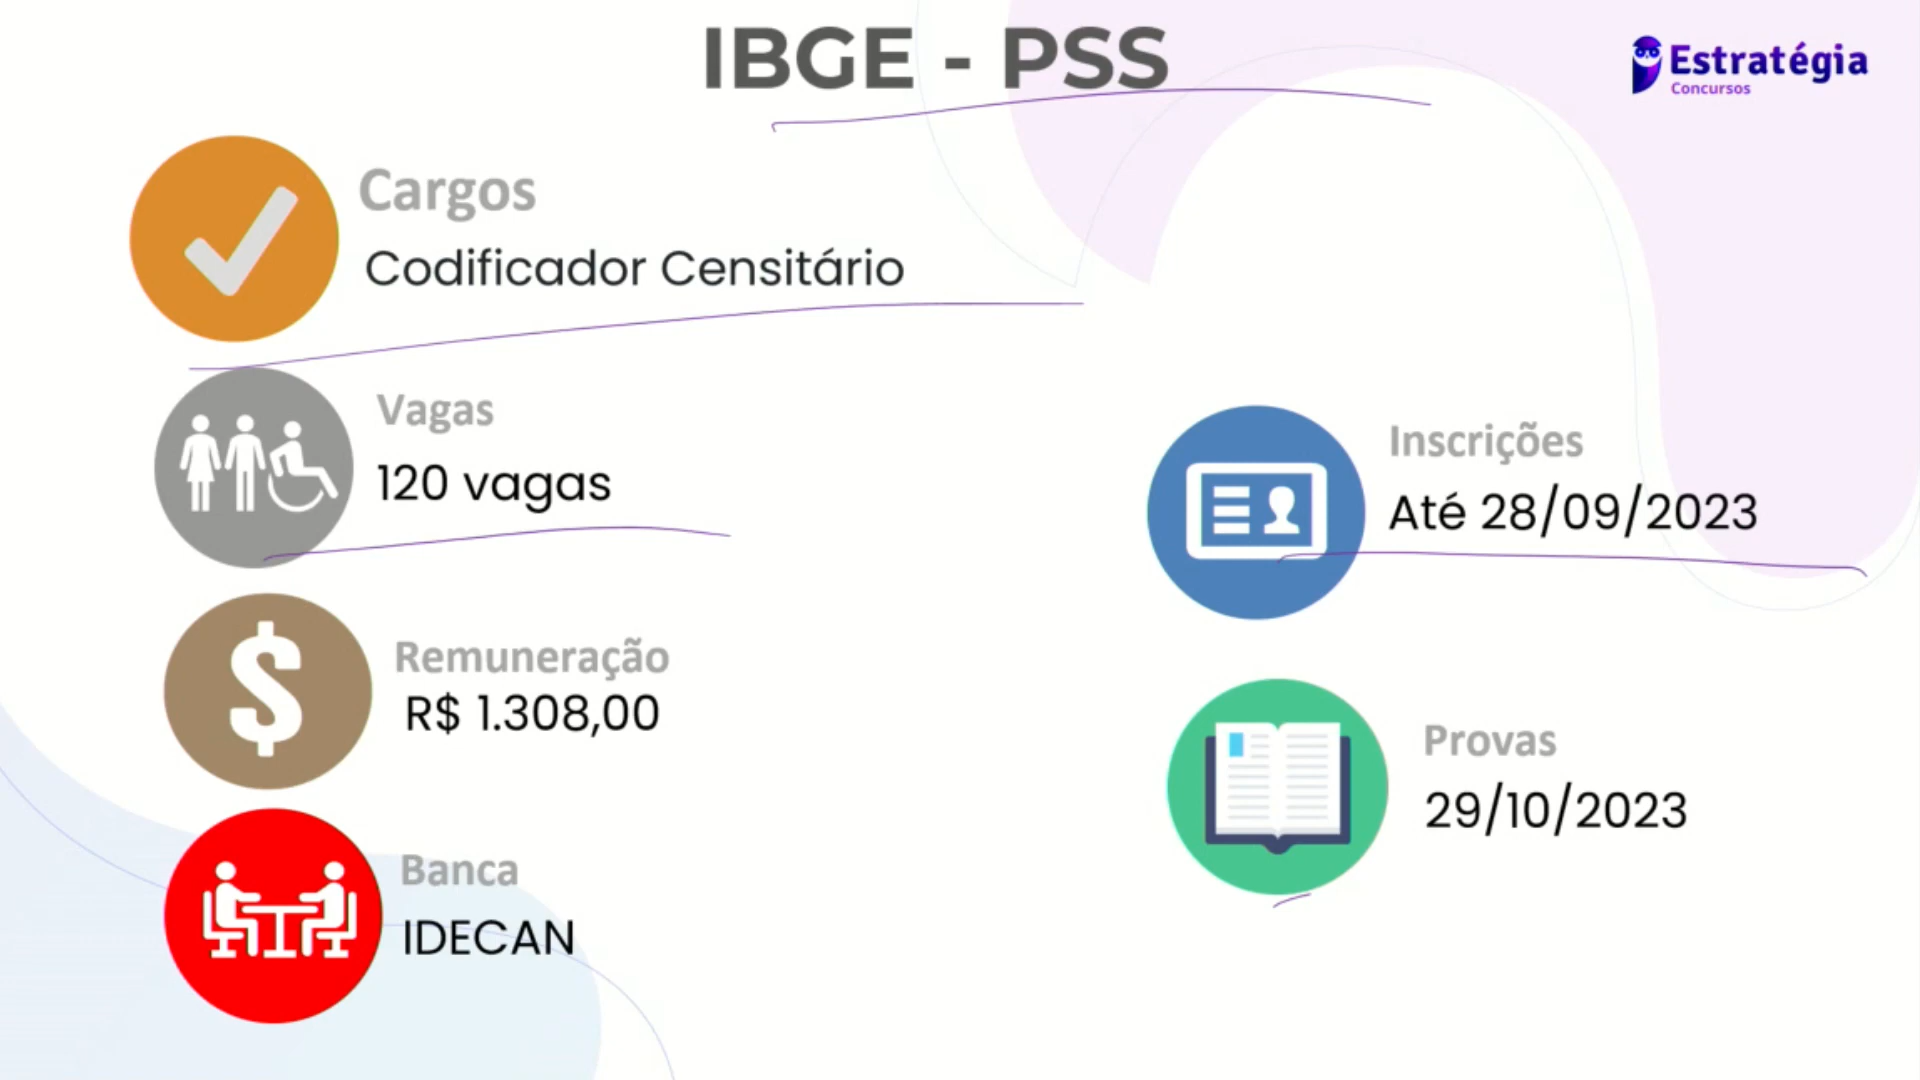 IBGE - PSS
Estratégia
Concursos
Cargos
Codificador Censitário
Vagas
120 vagas
Remuneração
R$ 1.308,00
Banca
IDECAN
Inscrições
Até 28/09/2023
Provas
29/10/2023